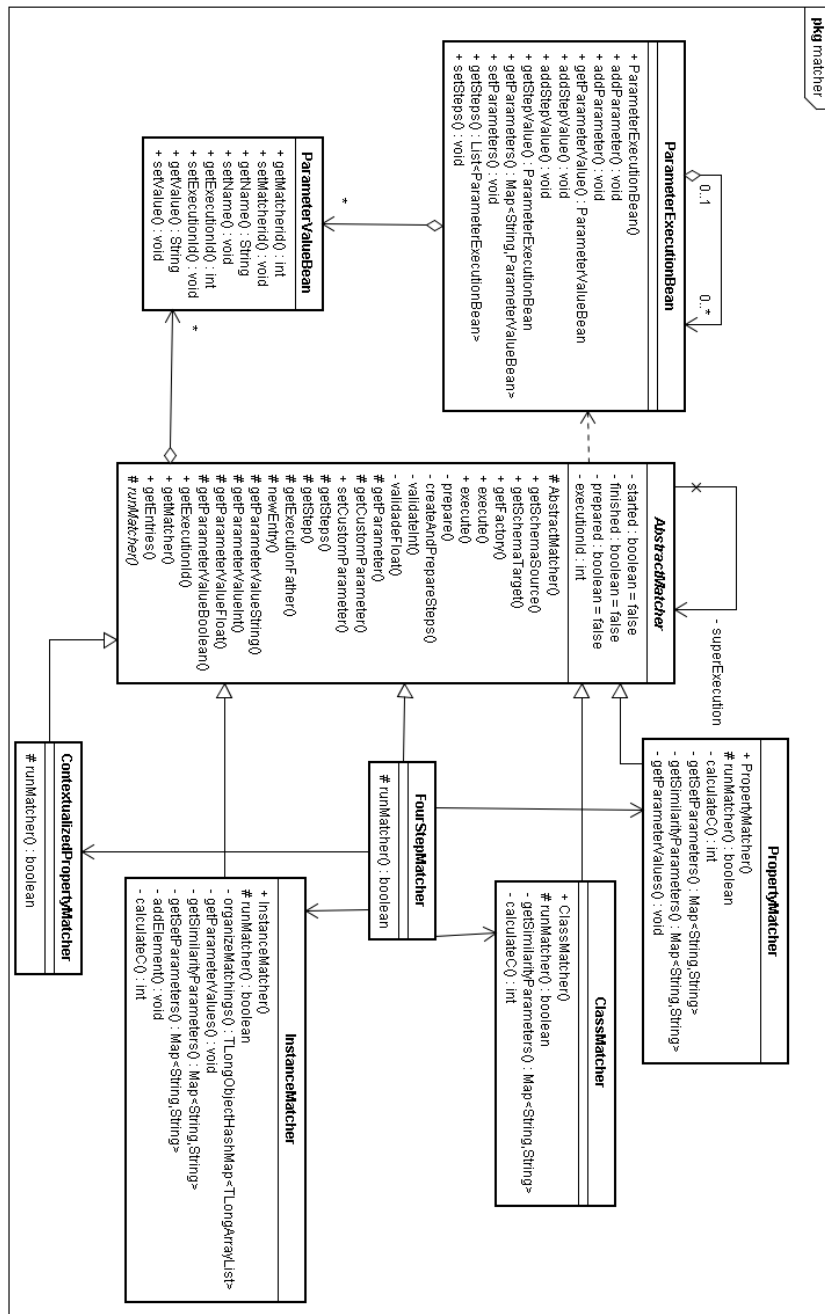 pkg matcher
ParameterExecutionBean
+ ParameterExecutionBean()
+ addParameter() : void
+ addParameter() : void
+ getParameterValue() : ParameterValueBean
+ addStepValue() : void
+ addStepValue() : void
+ getStepValue() : ParameterExecutionBean
+ getParameters() : Map<String,ParameterValueBean>
+ setParameters() : void
+ getSteps() : List<ParameterExecutionBean>
+ setSteps() : void
0..1
0..*
*
ParameterValueBean
+ getMatcherid() : int
+ setMatcherid() : void
+ getName() : String
+ setName() : void
+ getExecutionId() : int
+ setExecutionId() : void
+ getValue() : String
+ setValue() : void
*
AbstractMatcher
- started : boolean = false
- finished : boolean = false
- prepared : boolean = false
- executionId : int
# AbstractMatcher()
+ getSchemaSource()
+ getSchemaTarget()
+ getFactory()
+ execute()
+ execute()
- prepare()
- createAndPrepareSteps()
- validateInt()
- validadeFloat()
# getParameter()
# getCustomParameter()
+ setCustomParameter()
# getSteps()
# getStep()
# getExecutionFather()
# newEntry()
# getParameterValueString()
# getParameterValueInt()
# getParameterValueFloat()
# getParameterValueBoolean()
+ getExecutionId()
+ getMatcher()
+ getEntries()
# runMatcher()
- superExecution
PropertyMatcher
+ PropertyMatcher()
# runMatcher() : boolean
- calculateC() : int
- getSetParameters() : Map<String,String>
- getSimilarityParameters() : Map<String,String>
- getParameterValues() : void
FourStepMatcher
# runMatcher() : boolean
ContextualizedPropertyMatcher
# runMatcher() : boolean
ClassMatcher
+ ClassMatcher()
# runMatcher() : boolean
- getSimilarityParameters() : Map<String,String>
- calculateC() : int
InstanceMatcher
+ InstanceMatcher()
# runMatcher() : boolean
- organizeMatchings() : TLongObjectHashMap<TLongArrayList>
- getParameterValues() : void
- getSimilarityParameters() : Map<String,String>
- getSetParameters() : Map<String,String>
- addElement() : void
- calculateC() : int